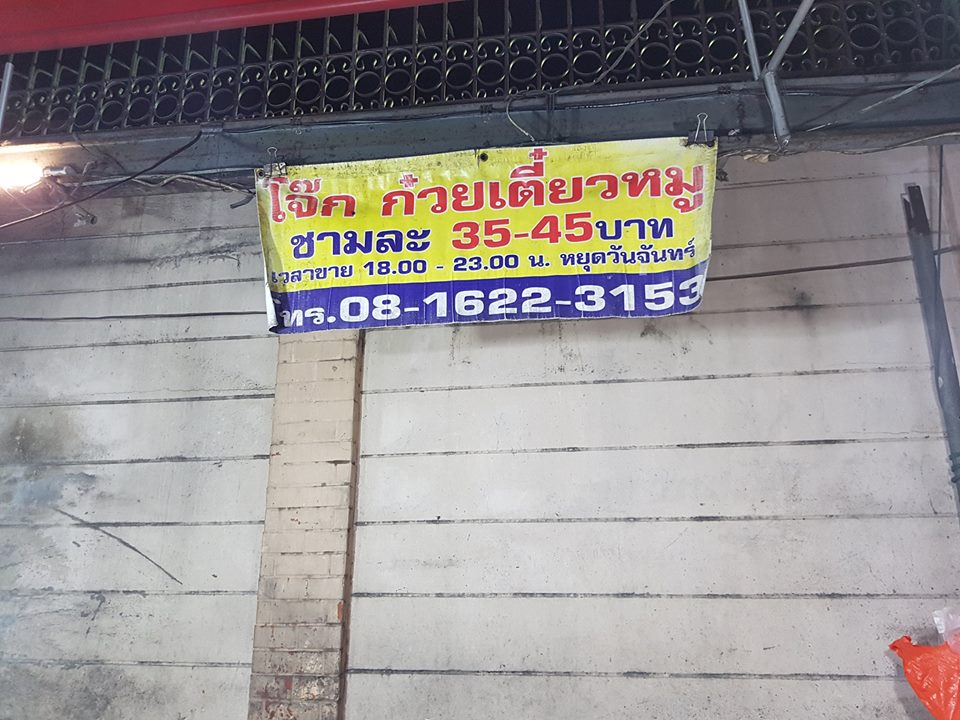 โจ๊ก ก๋วยเตี๋ยวหมู
ชามละ 35-45บาท
เวลาขาย 18.00 - 23.00 น. หยุดวันจันทร์
โทร.08-1622-3153